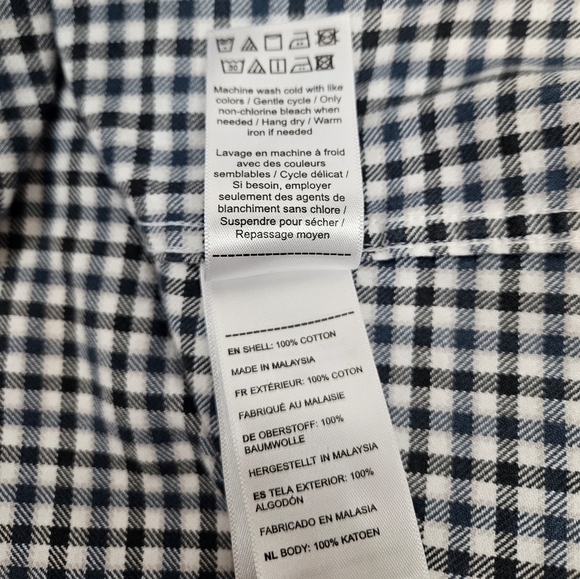 Machine wash cold with like
colors / Gentle cycle / Only
non-chlorine bleach when
needed / Hang dry / Warm
iron if needed
Lavage en machine à froid
avec des couleurs
semblables / Cycle délicat /
Si besoin, employer
seulement des agents de
blanchiment sans chlore /
Suspendre pour sécher /
Repassage moyen
EN SHELL: 100% COTTON
MADE IN MALAYSIA
FR EXTÉRIEUR: 100% COTON
FABRIQUÉ AU MALAISIE
DE OBERSTOFF: 100%
BAUMWOLLE
HERGESTELLT IN MALAYSIA
ES TELA EXTERIOR: 100%
ALGODÓN
FABRICADO EN MALASIA
NL BODY: 100% KATOEN